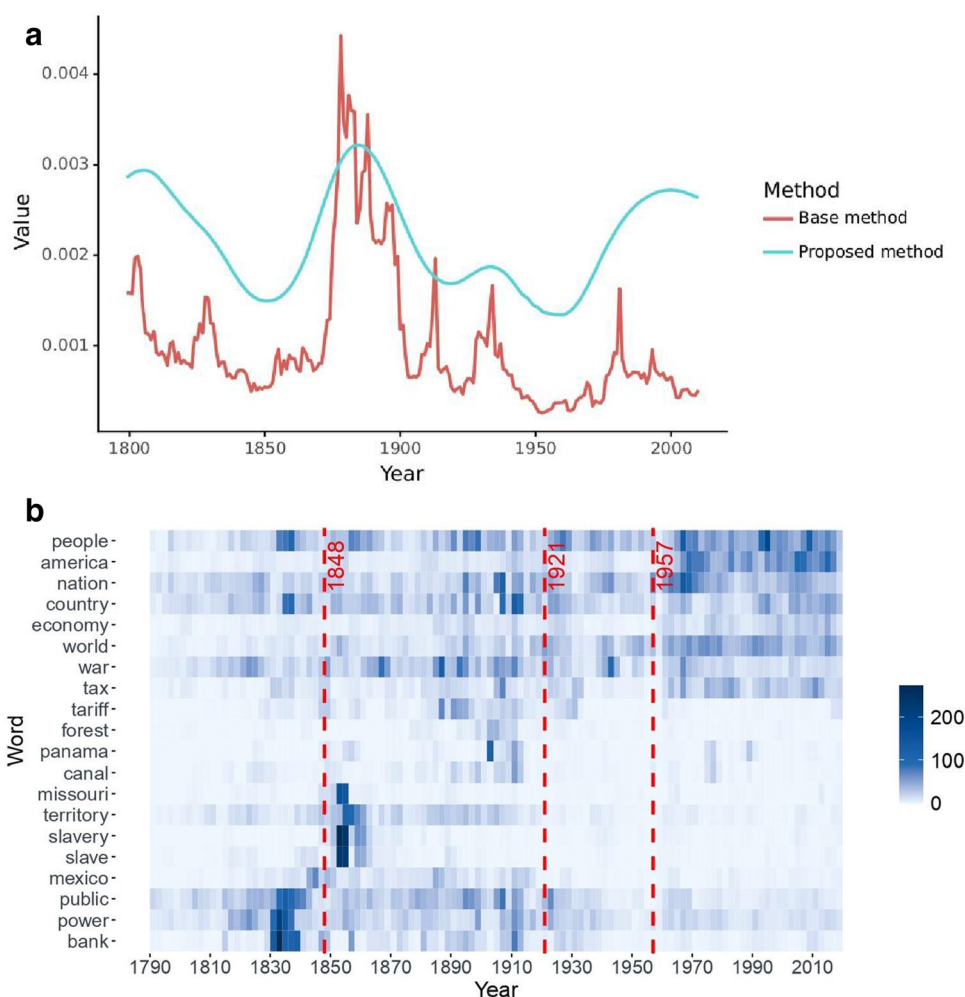 a
0.004
0.003
0.002
0.001
Value
1800 1850 1900 1950 2000
Year
Method
Base method
Proposed method
b
people
america
nation
country
economy
world
war
tax
tariff
forest
panama
canal
missouri
territory
slavery
slave
mexico
public
power
bank
Word
1848
1921
1957
1790 1810 1830 1850 1870 1890 1910 1930 1950 1970 1990 2010
Year
200
100
0